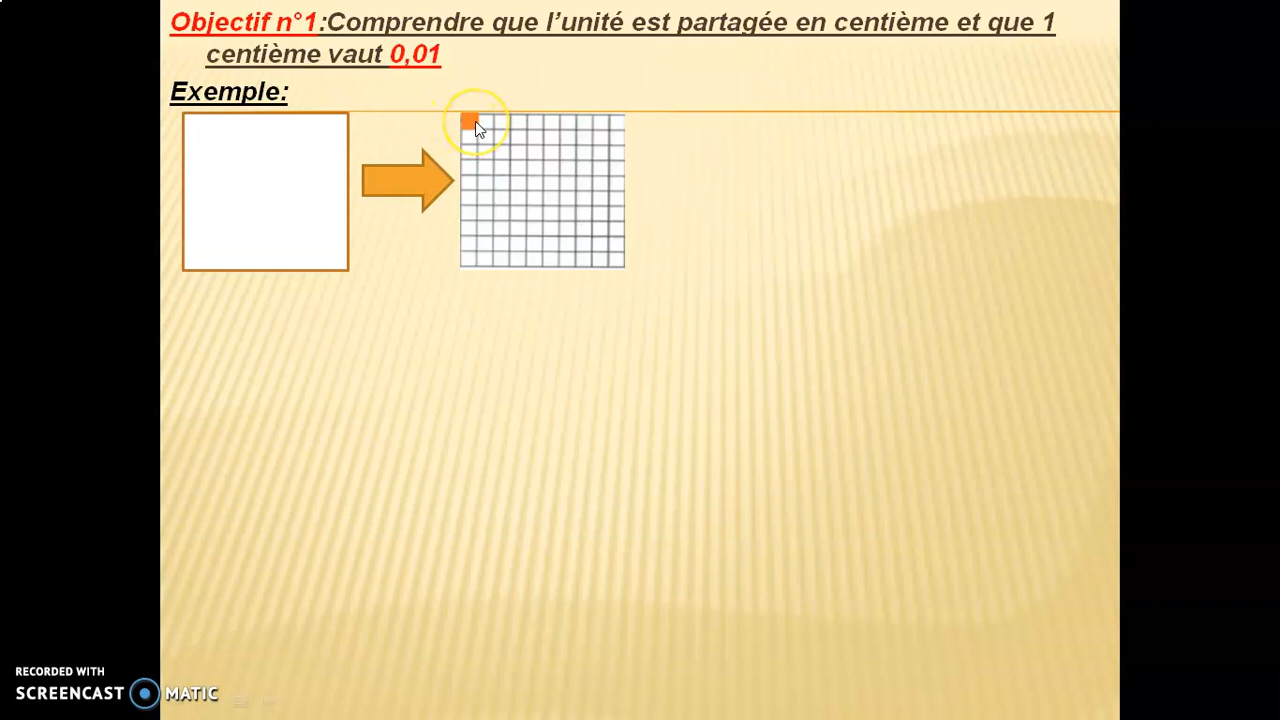 Objectif n°1:Comprendre que l’unité est partagée en centième et que 1
centième vaut 0,01
Exemple:
RECORDED WITH
SCREENCAST MATIC